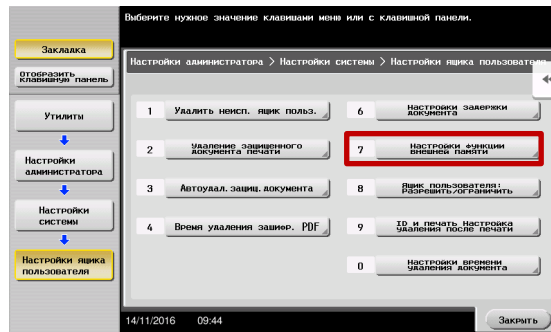 Выберите нужное значение клавишами меню или с клавишной панели.
Закладка
Отобразить
клавишную панель
Настройки администратора > Настройки системы > Настройки ящика пользователя
Утилиты
Настройки
администратора
Настройки
системы
Настройки ящика
пользователя
1 Удалить неисп. ящик польз.
2 Удаление защищенного
документа печати
3 Автоудал.защищ.документа
4 Время удаления зашифр. PDF
6 Настройки задержки
документа
7 Настройки функции
внешней памяти
8 Ящик пользователя:
Разрешить/ограничить
9 ID и печать Настройка
удаления после печати
0 Настройки времени
удаления документа
14/11/2016 09:44
Закрыть